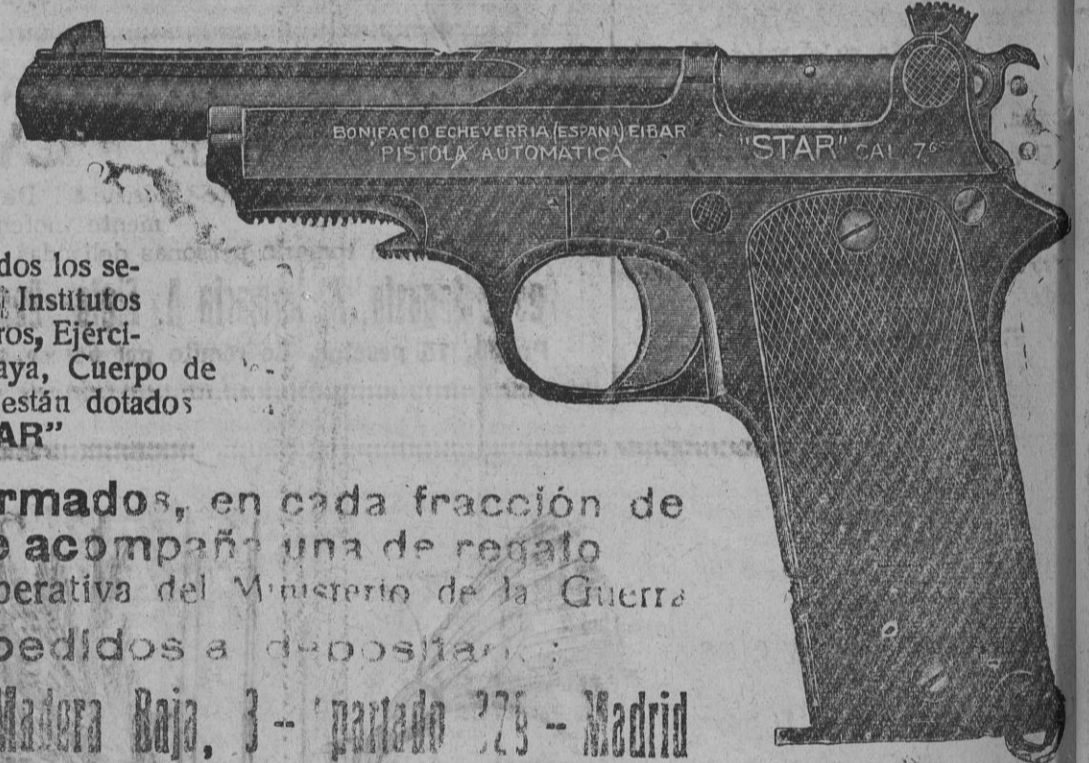 BONIFACIO ECHEVERRIA (ESPAÑA) EIBAR
PISTOLA AUTOMATICA
"STAR" CAL 7
dos los se-
Institutos
ros, Ejérci-
aya, Cuerpo de
están dotados
AR”
rmados, en cada fracción de
acompaña una de regalo
perativa del Ministerio de la Guerra
pedidos a
Madera Baja, 3 - - Madrid